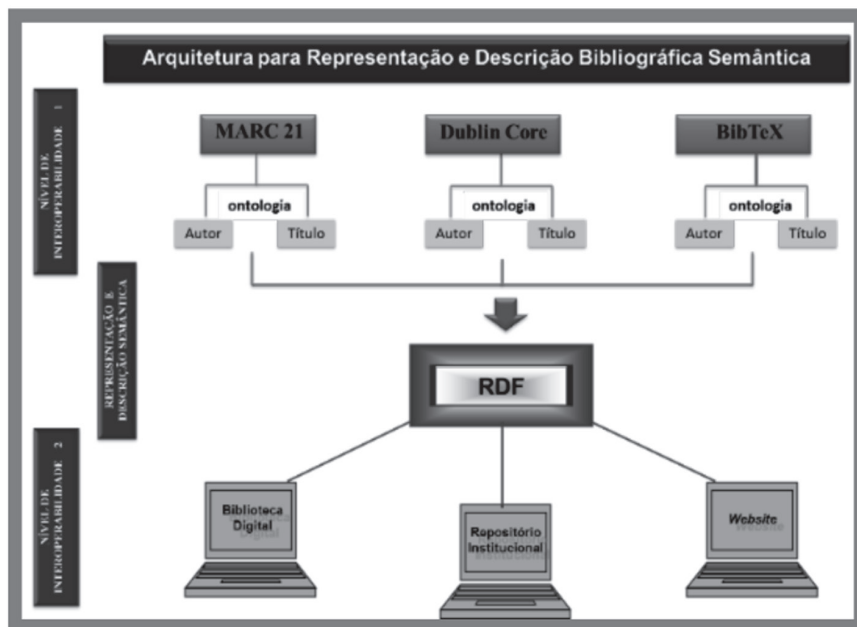 Arquitetura para Representação e Descrição Bibliográfica Semântica
NÍVEL DE
INTEROPERABILIDADE 1
MARC 21
Dublin Core
BibTeX
ontologia
ontologia
ontologia
Autor
Título
Autor
Título
Autor
Título
REPRESENTAÇÃO E
DESCRIÇÃO SEMÂNTICA
RDF
NÍVEL DE
INTEROPERABILIDADE 2
Biblioteca
Digital
Repositório
Institucional
Website